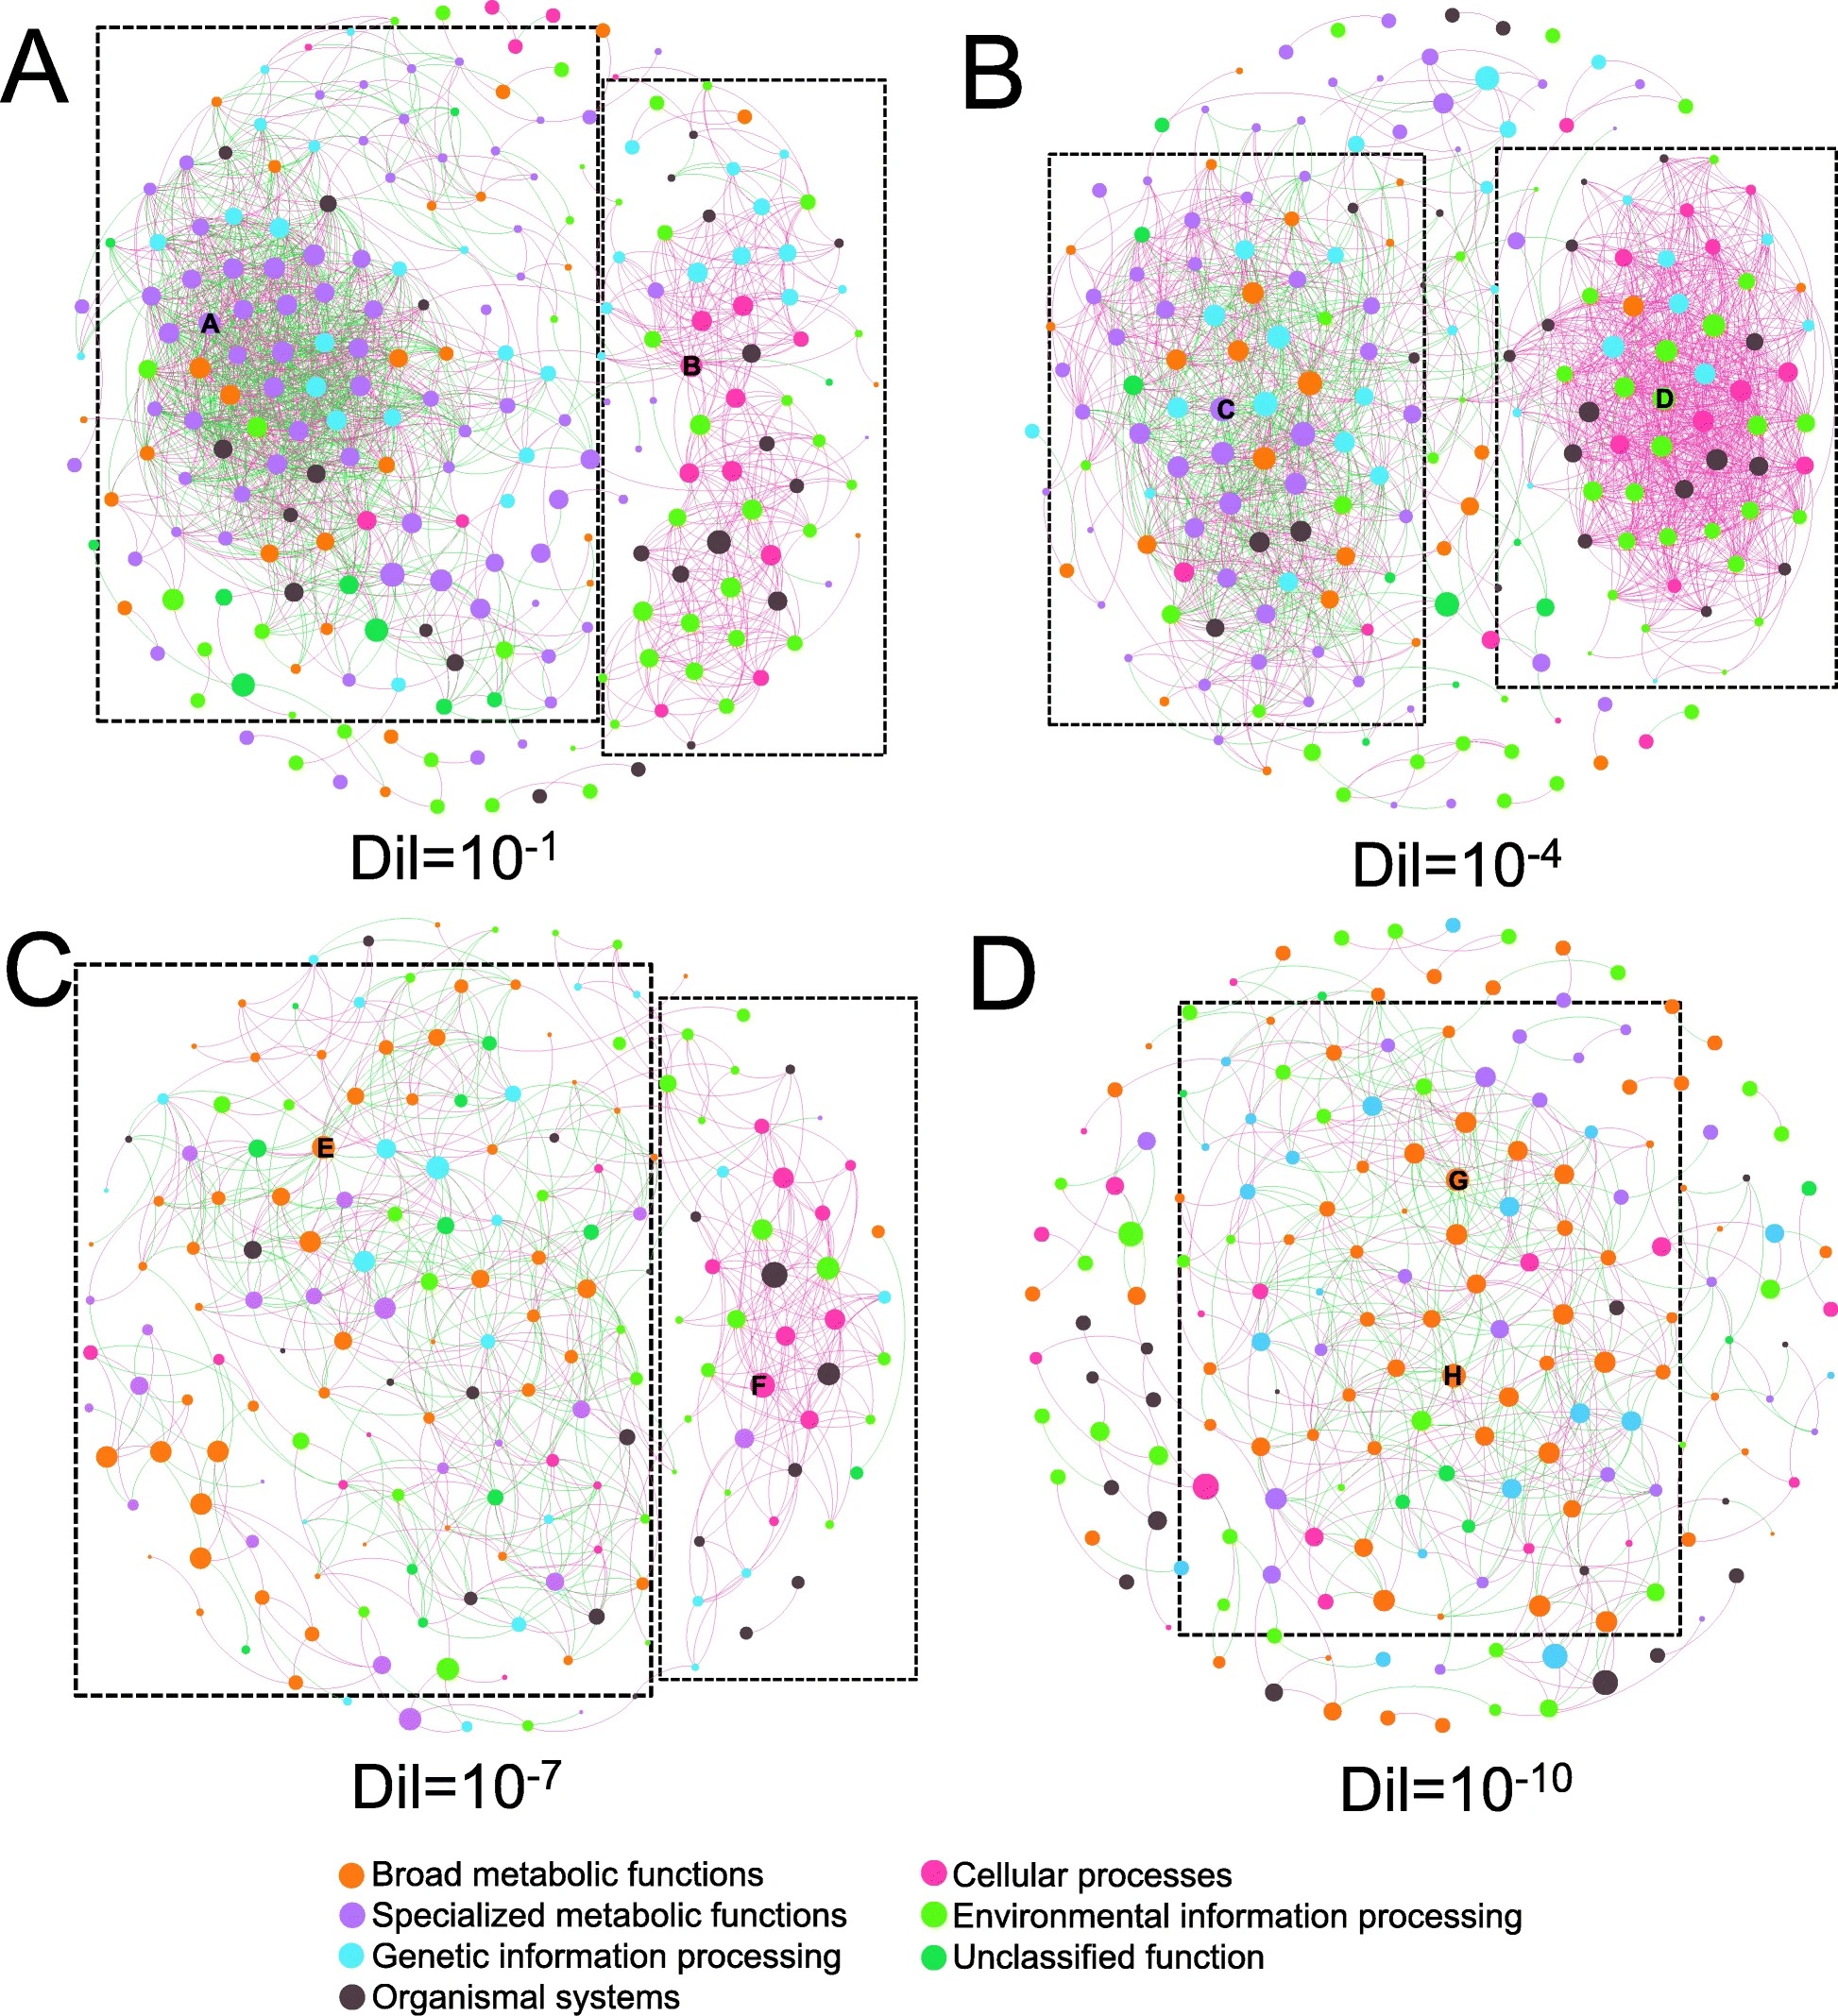 A
B
A
B
C
D
Dil=10-1
Dil=10-4
C
D
E
F
G
H
Dil=10-7
Dil=10-10
Broad metabolic functions
Specialized metabolic functions
Genetic information processing
Organismal systems
Cellular processes
Environmental information processing
Unclassified function